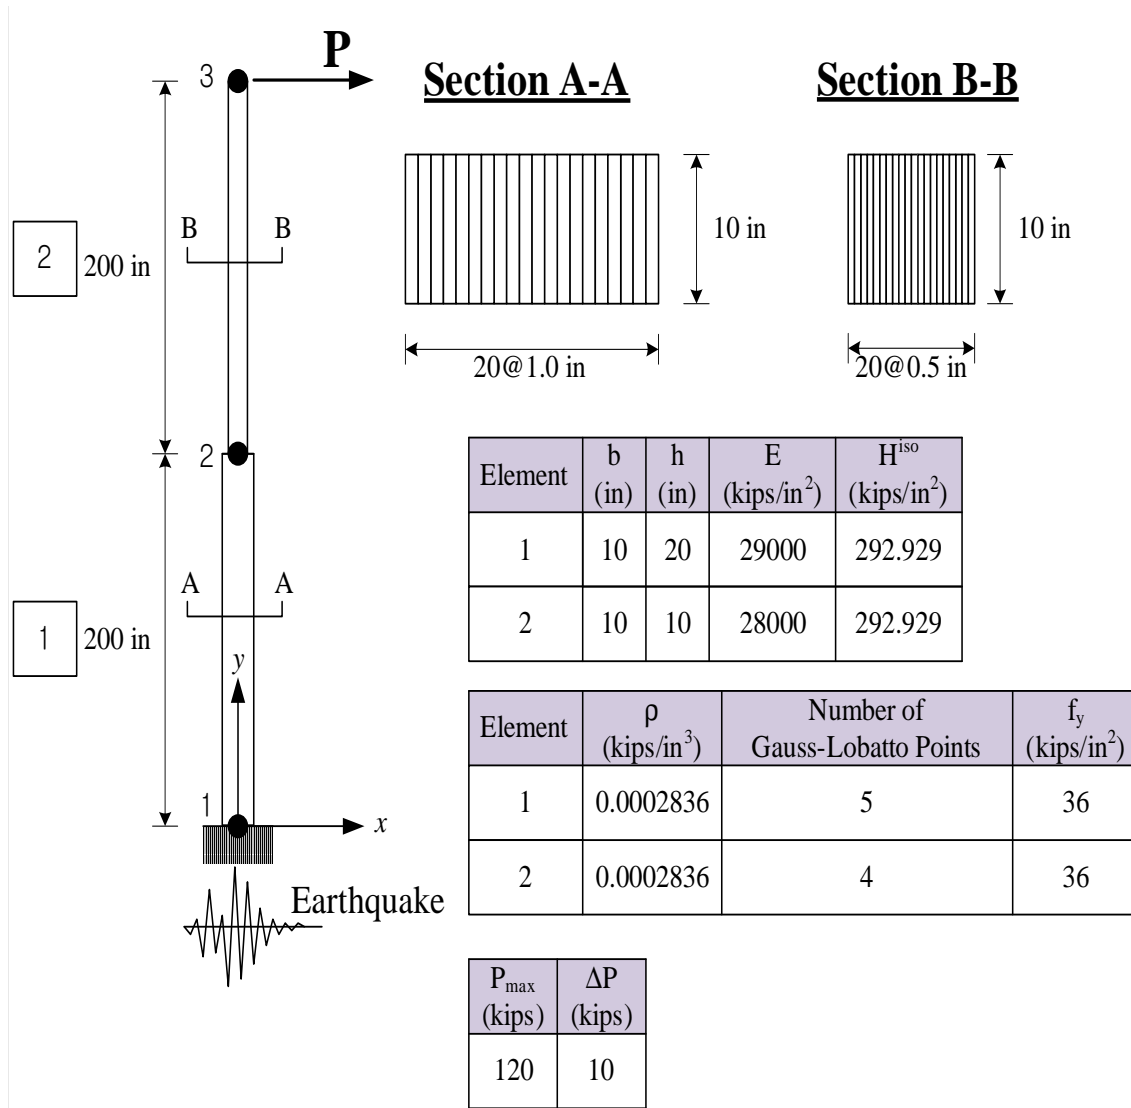 3
P
Section A-A
Section B-B
B B
2
200 in
10 in
10 in
20@1.0 in
20@0.5 in
2
Element b (in) h (in) E (kips/in²) Hⁱˢᵒ (kips/in²)
1 10 20 29000 292.929
2 10 10 28000 292.929
A A
1
200 in
y
1
x
Earthquake
Element ρ (kips/in³) Number of Gauss-Lobatto Points f_y (kips/in²)
1 0.0002836 5 36
2 0.0002836 4 36
P_max (kips) ΔP (kips)
120 10